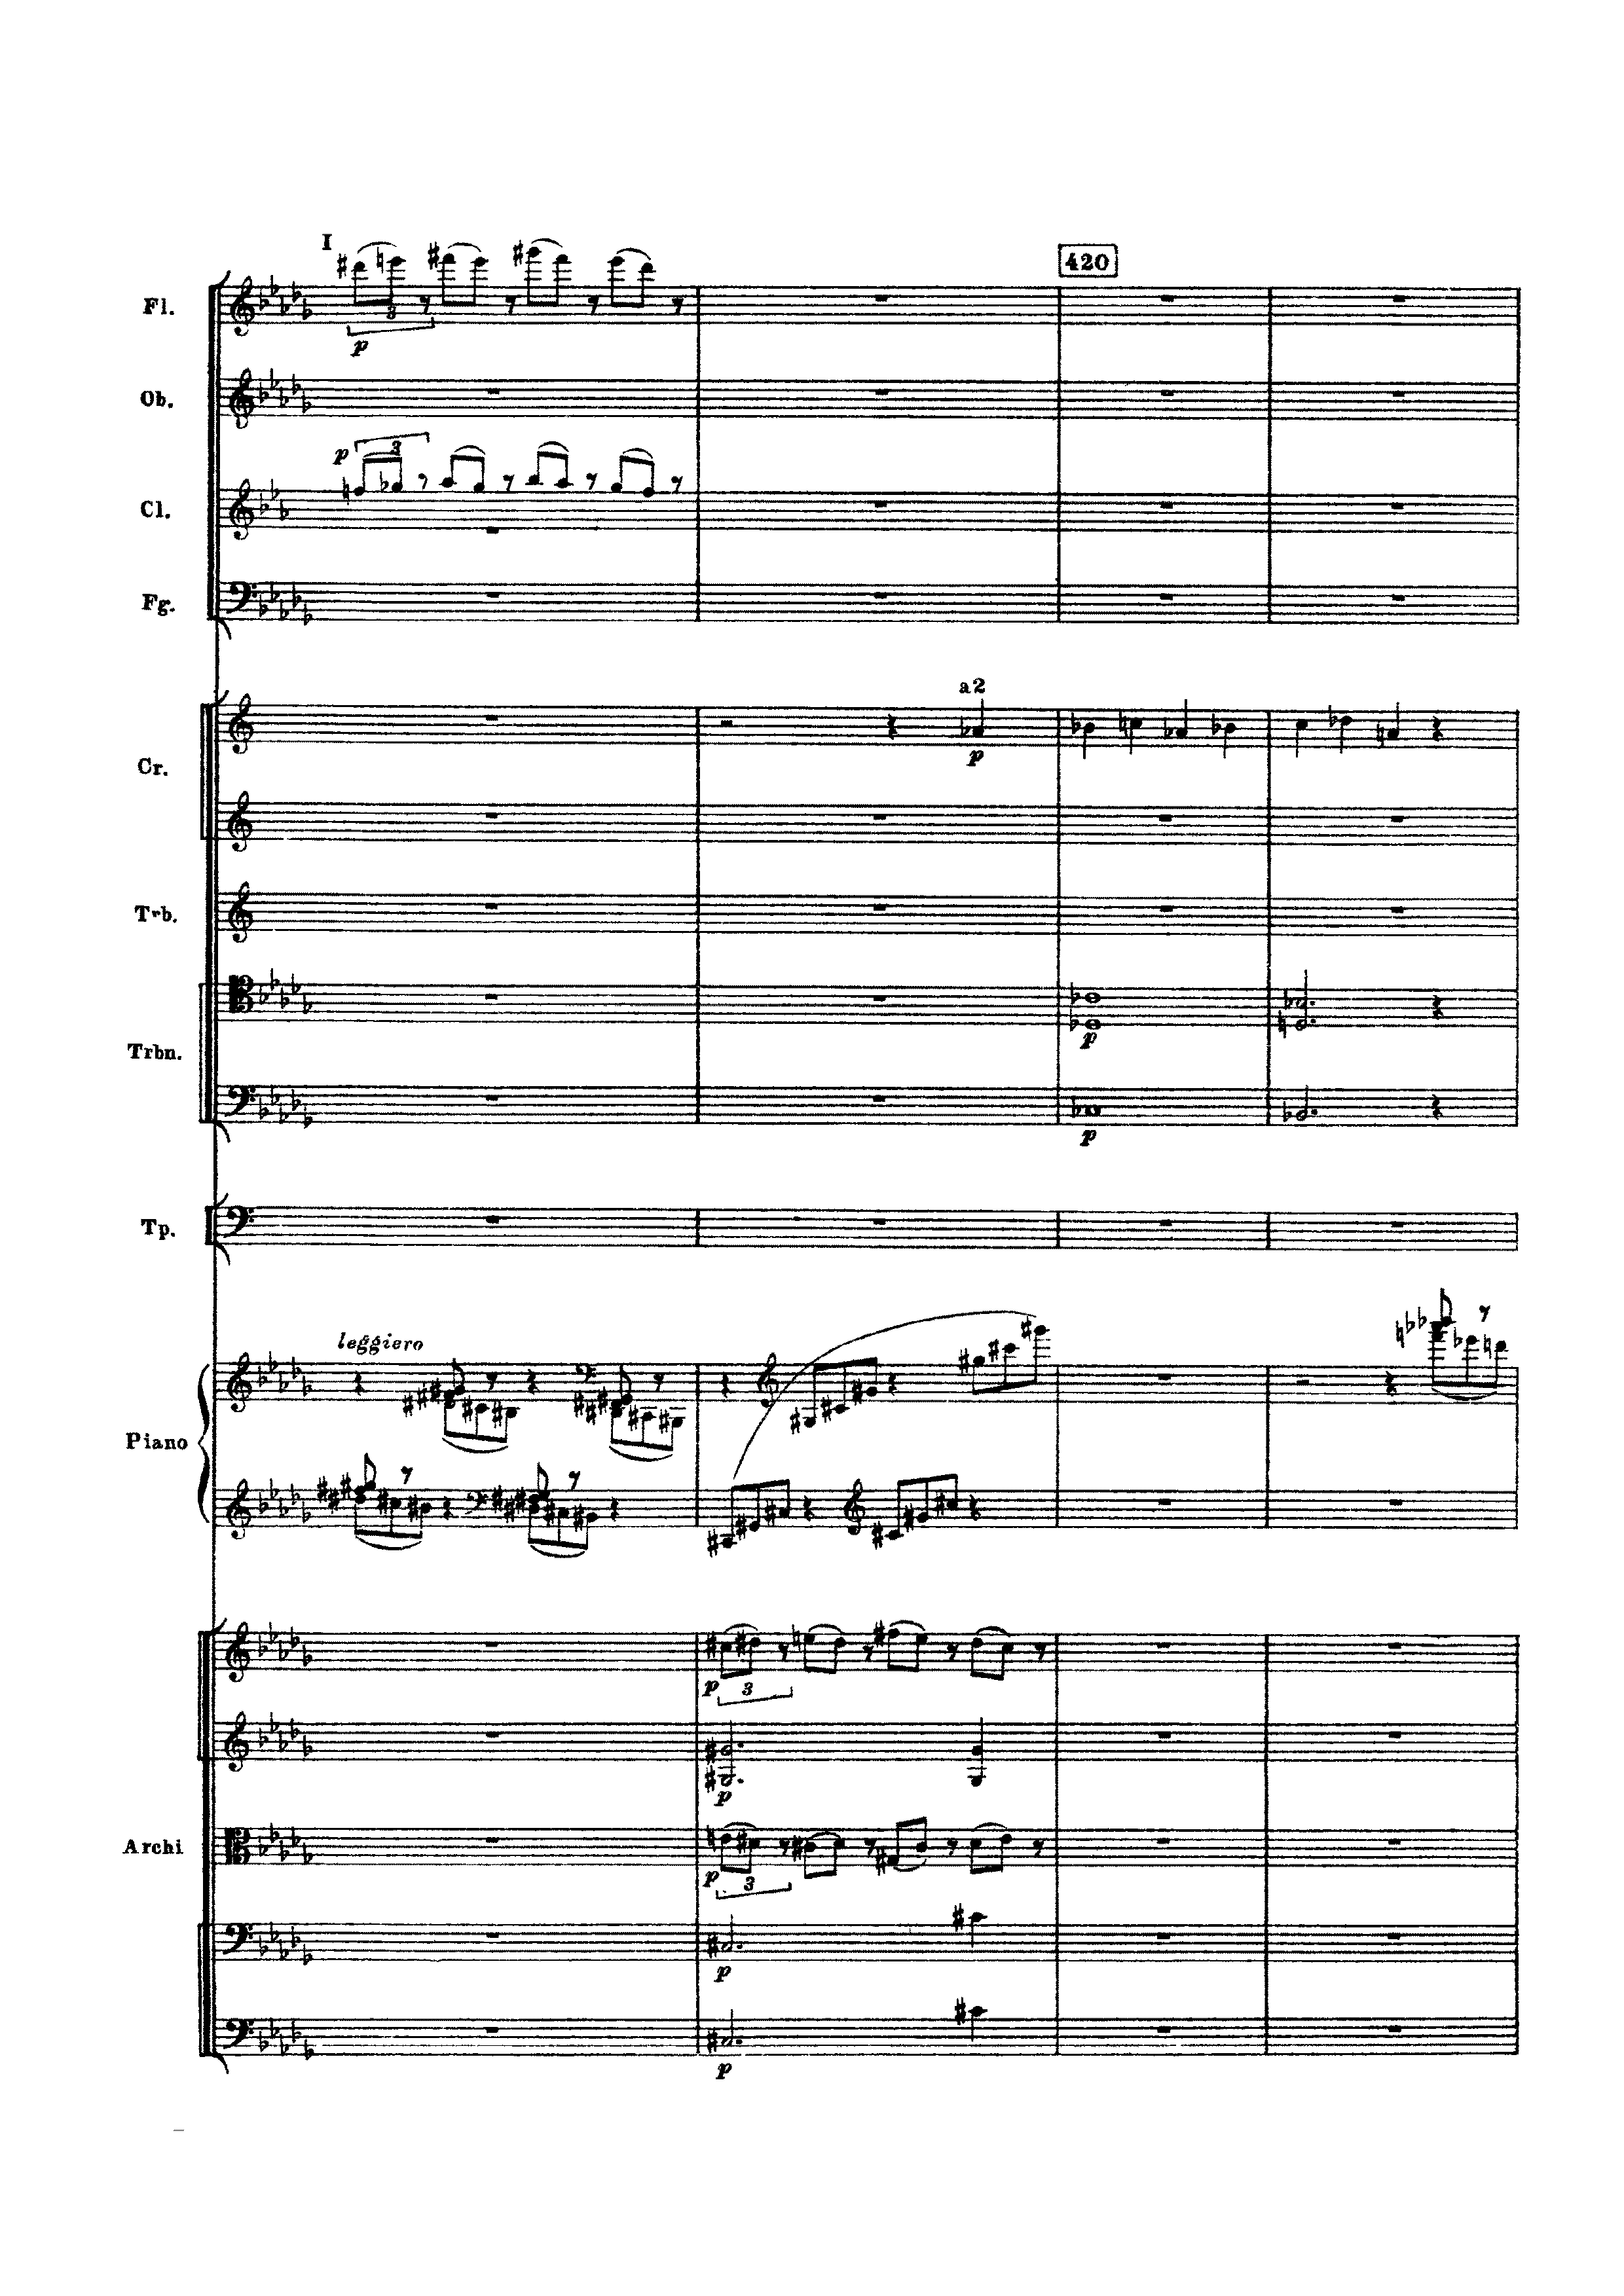 I
420
Fl.
3
p
Ob.
p
3
Cl.
Fg.
a2
p
Cr.
Trb.
p
Trbn.
p
Tp.
leggiero
Piano
p
3
p
Archi
p
3
p
p